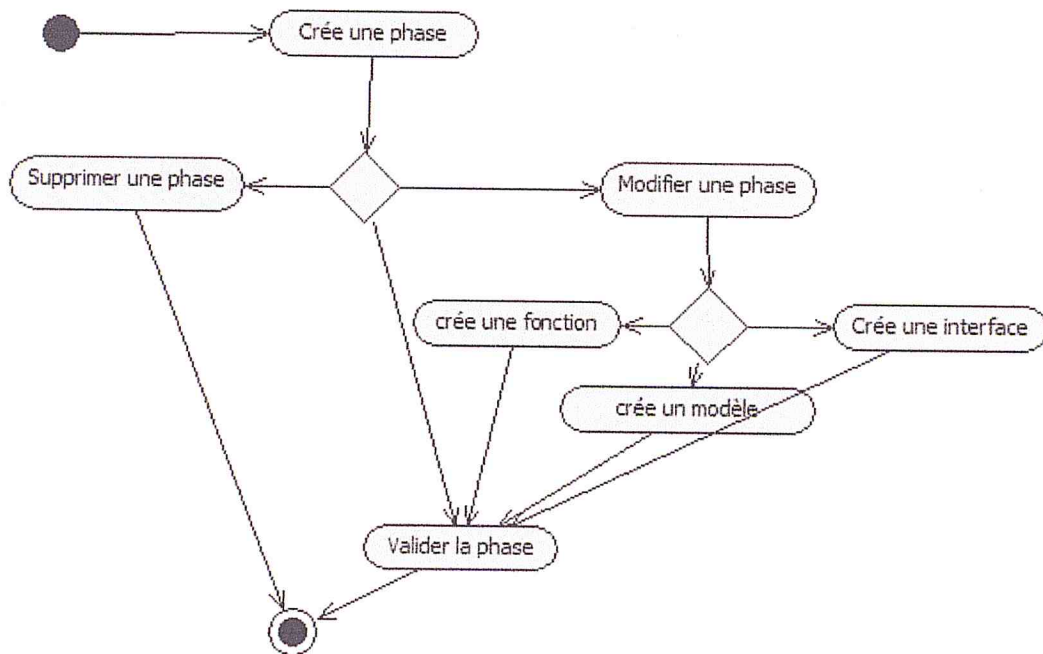 Crée une phase
Supprimer une phase
Modifier une phase
crée une fonction
Crée une interface
crée un modèle
Valider la phase